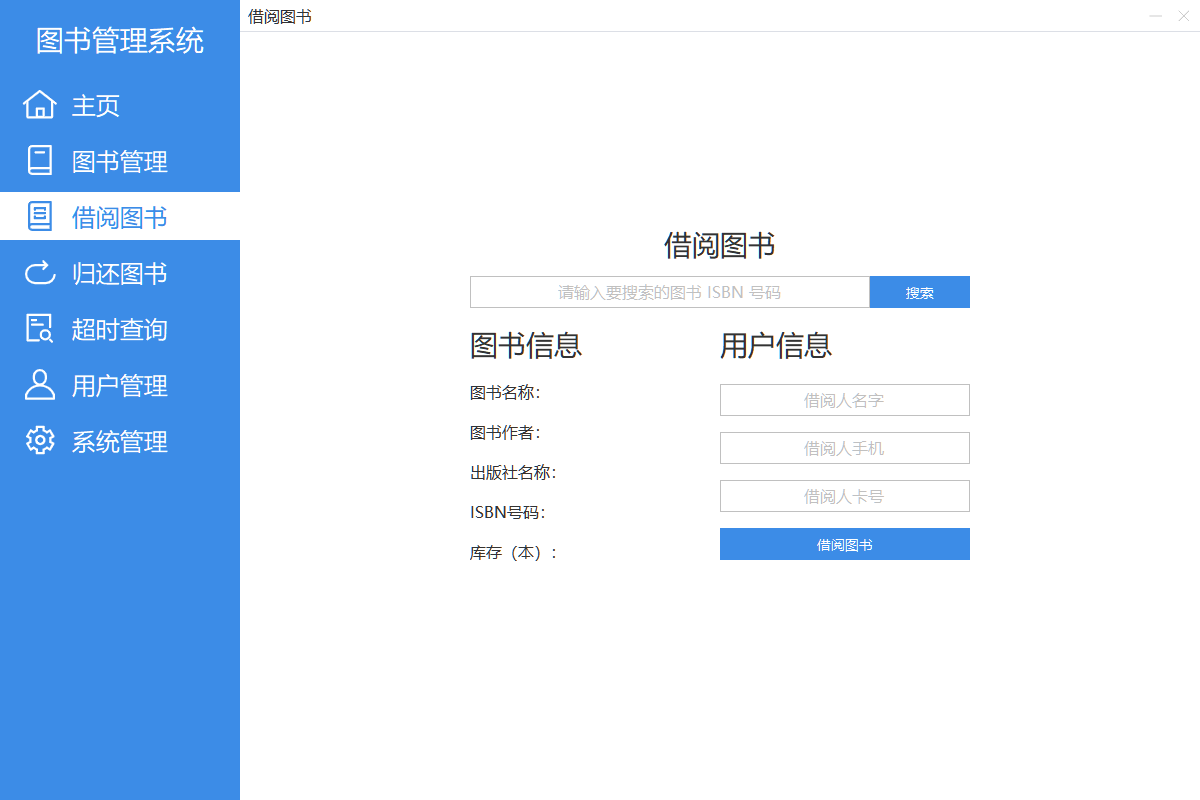 图书管理系统
主页
图书管理
借阅图书
归还图书
超时查询
用户管理
系统管理
借阅图书
借阅图书
请输入要搜索的图书 ISBN 号码
搜索
图书信息
图书名称：
图书作者：
出版社名称：
ISBN号码：
库存（本）：
用户信息
借阅人名字
借阅人手机
借阅人卡号
借阅图书